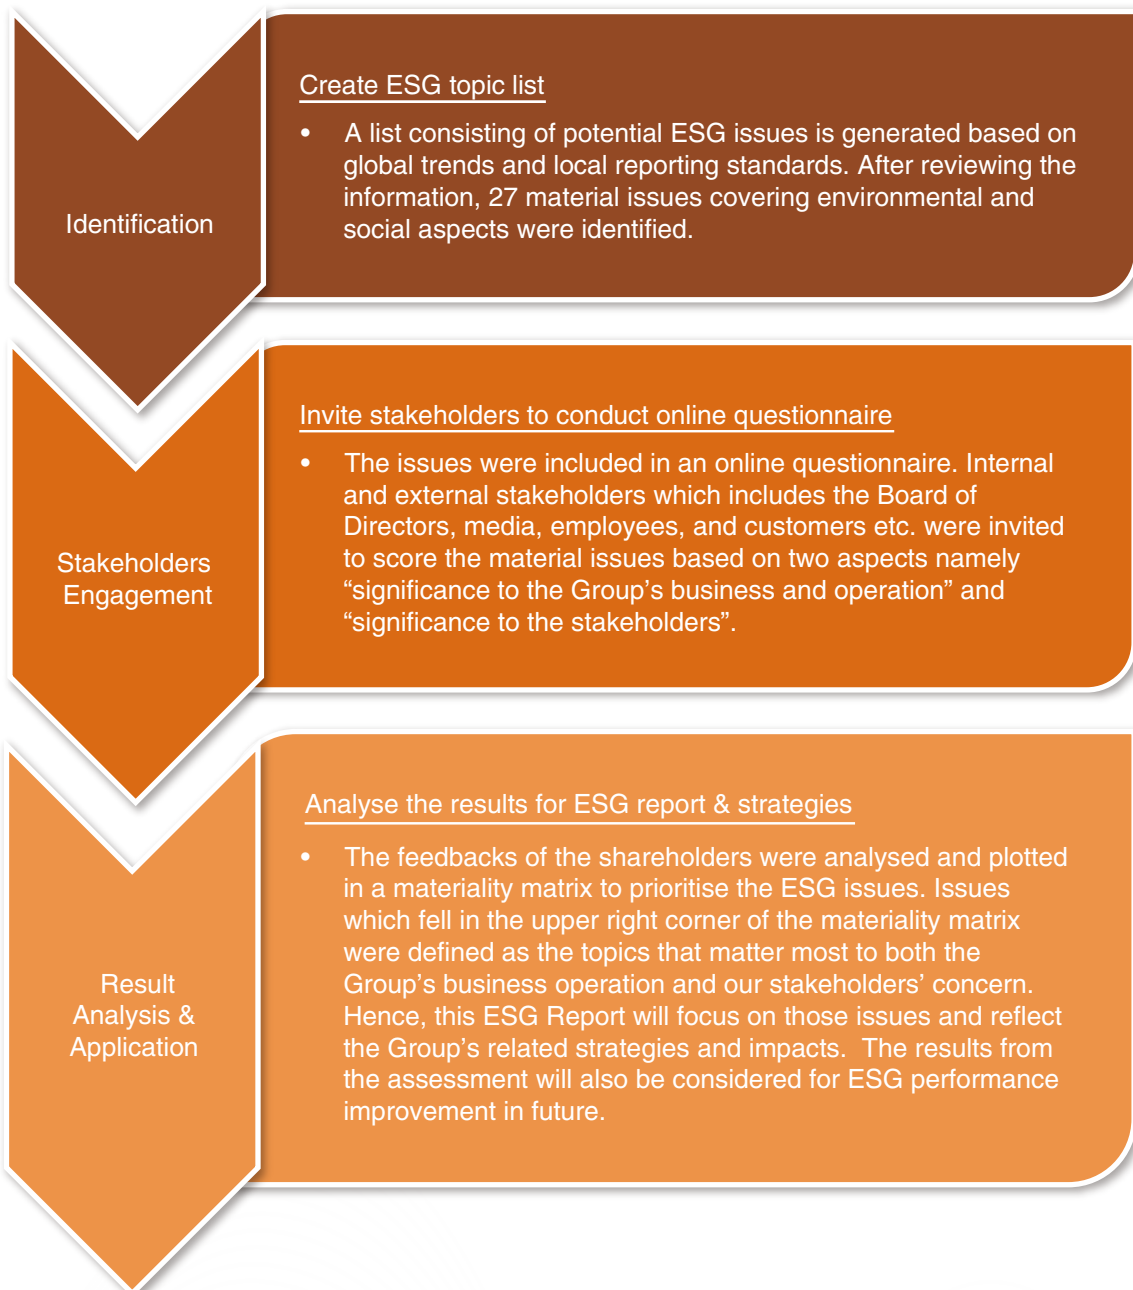 Identification
Create ESG topic list
• A list consisting of potential ESG issues is generated based on
global trends and local reporting standards. After reviewing the
information, 27 material issues covering environmental and
social aspects were identified.
Stakeholders
Engagement
Invite stakeholders to conduct online questionnaire
• The issues were included in an online questionnaire. Internal
and external stakeholders which includes the Board of
Directors, media, employees, and customers etc. were invited
to score the material issues based on two aspects namely
“significance to the Group’s business and operation” and
“significance to the stakeholders”.
Result
Analysis &
Application
Analyse the results for ESG report & strategies
• The feedbacks of the shareholders were analysed and plotted
in a materiality matrix to prioritise the ESG issues. Issues
which fell in the upper right corner of the materiality matrix
were defined as the topics that matter most to both the
Group’s business operation and our stakeholders’ concern.
Hence, this ESG Report will focus on those issues and reflect
the Group’s related strategies and impacts. The results from
the assessment will also be considered for ESG performance
improvement in future.